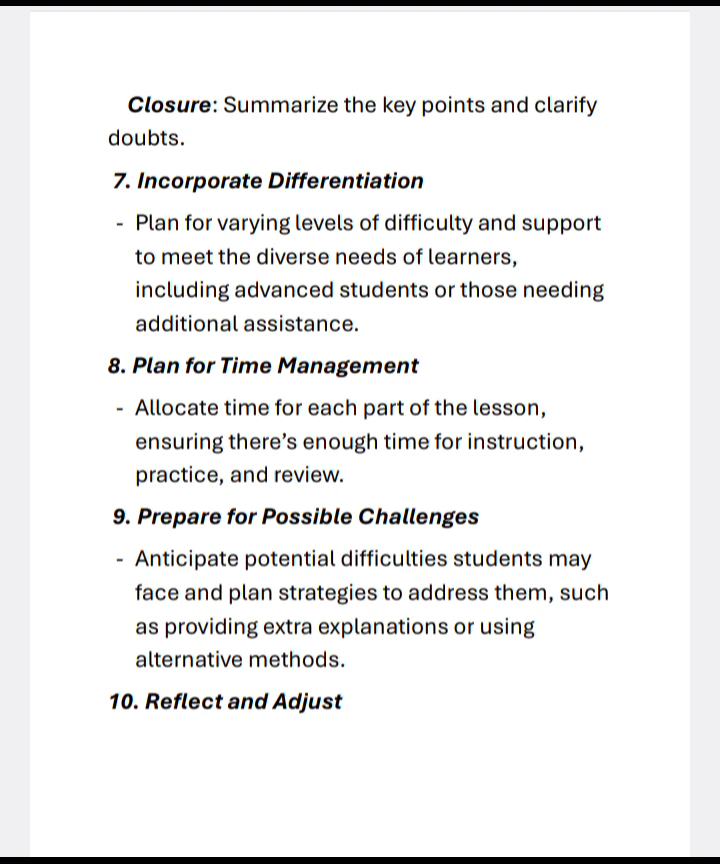 Closure: Summarize the key points and clarify
doubts.
7. Incorporate Differentiation
- Plan for varying levels of difficulty and support
to meet the diverse needs of learners,
including advanced students or those needing
additional assistance.
8. Plan for Time Management
- Allocate time for each part of the lesson,
ensuring there’s enough time for instruction,
practice, and review.
9. Prepare for Possible Challenges
- Anticipate potential difficulties students may
face and plan strategies to address them, such
as providing extra explanations or using
alternative methods.
10. Reflect and Adjust